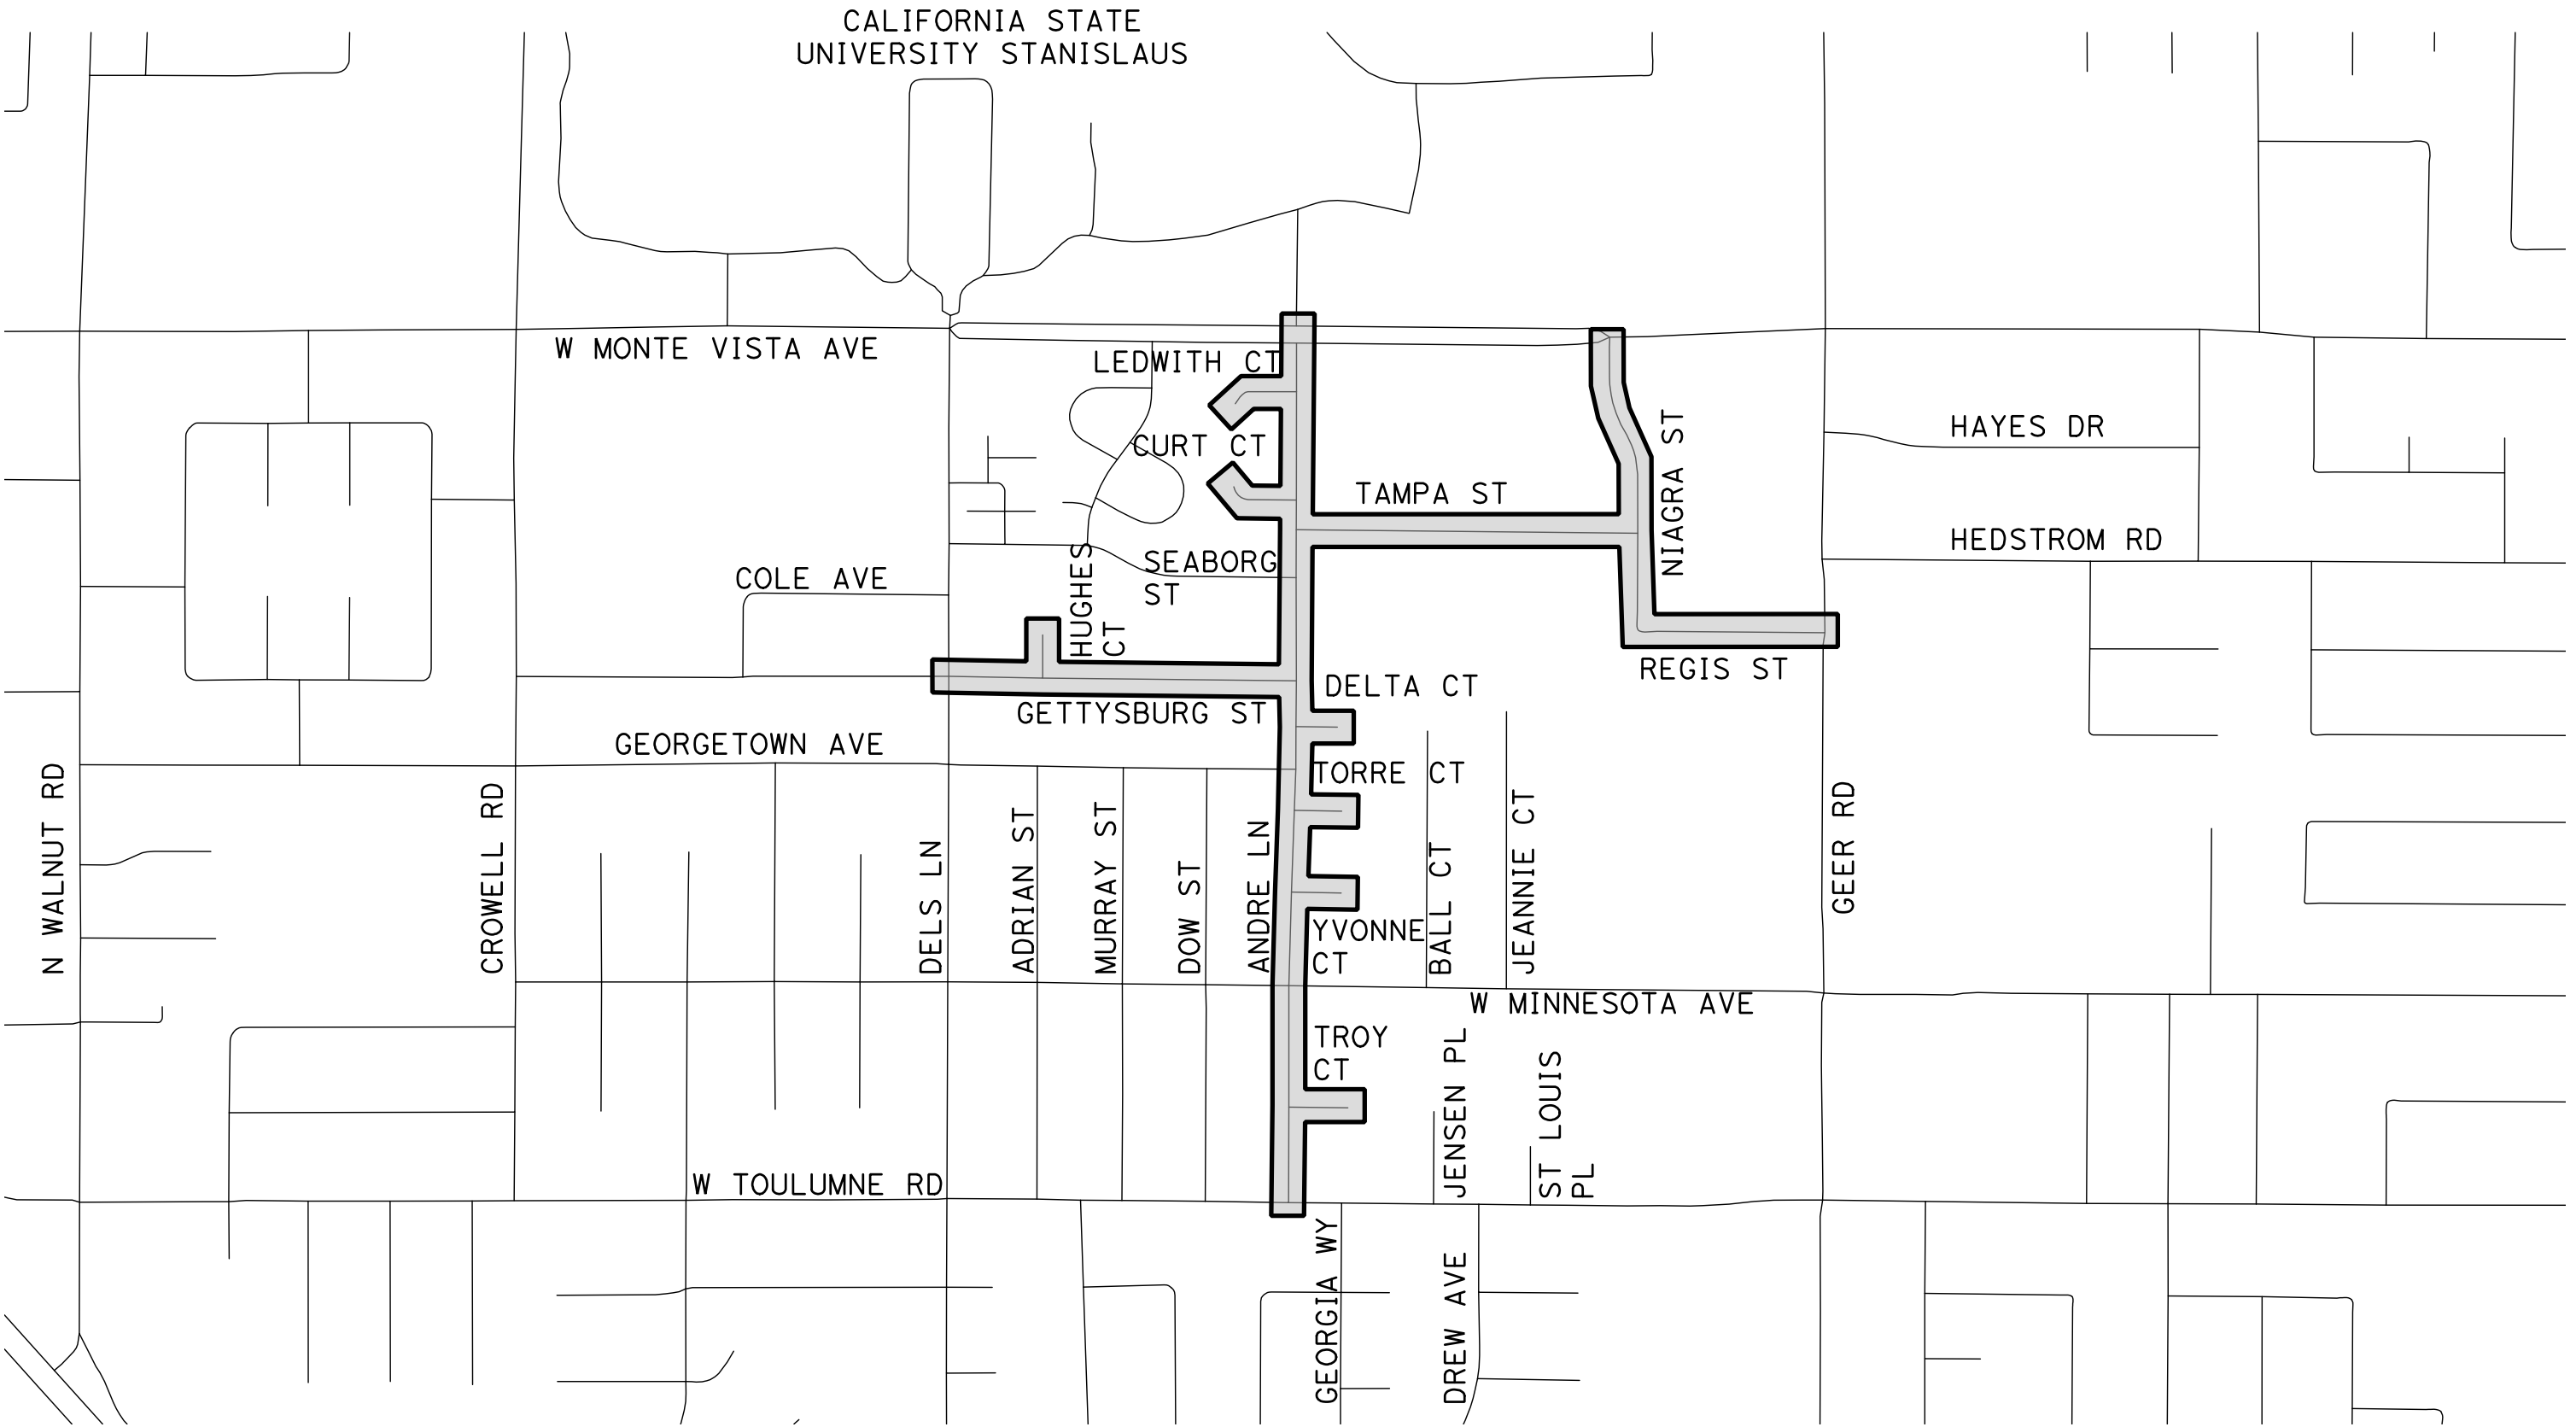 CALIFORNIA STATE
UNIVERSITY STANISLAUS
W MONTE VISTA AVE
LEDWITH CT
CURT CT
HAYES DR
TAMPA ST
NIAGRA ST
HEDSTROM RD
SEABORG
ST
COLE AVE
HUGHES
CT
REGIS ST
DELTA CT
GETTYSBURG ST
GEORGETOWN AVE
TORRE CT
N WALNUT RD
CROWELL RD
DELS LN
ADRIAN ST
MURRAY ST
DOW ST
ANDRE LN
YVONNE
CT
BALL CT
JEANNIE CT
GEER RD
W MINNESOTA AVE
TROY
CT
JENSEN PL
ST LOUIS
PL
W TOULUMNE RD
GEORGIA WY
DREW AVE